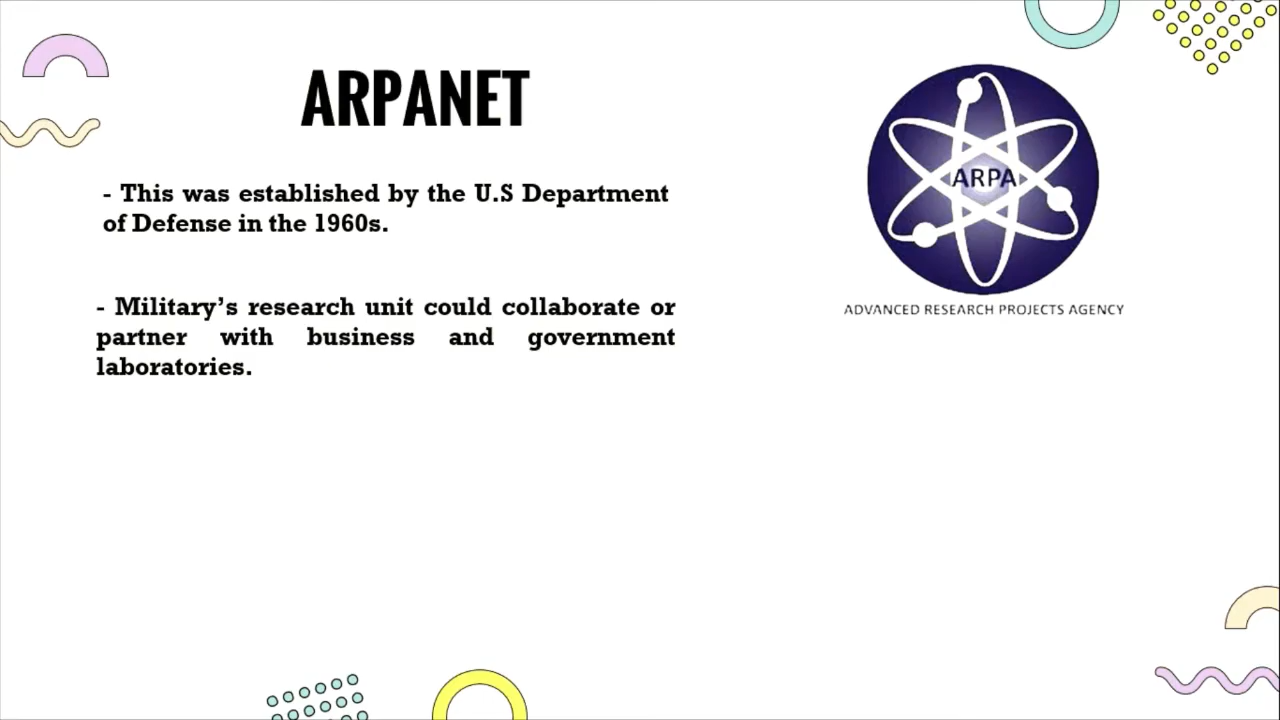 ARPANET
- This was established by the U.S Department
of Defense in the 1960s.
- Military’s research unit could collaborate or
partner with business and government
laboratories.
ARPA
ADVANCED RESEARCH PROJECTS AGENCY